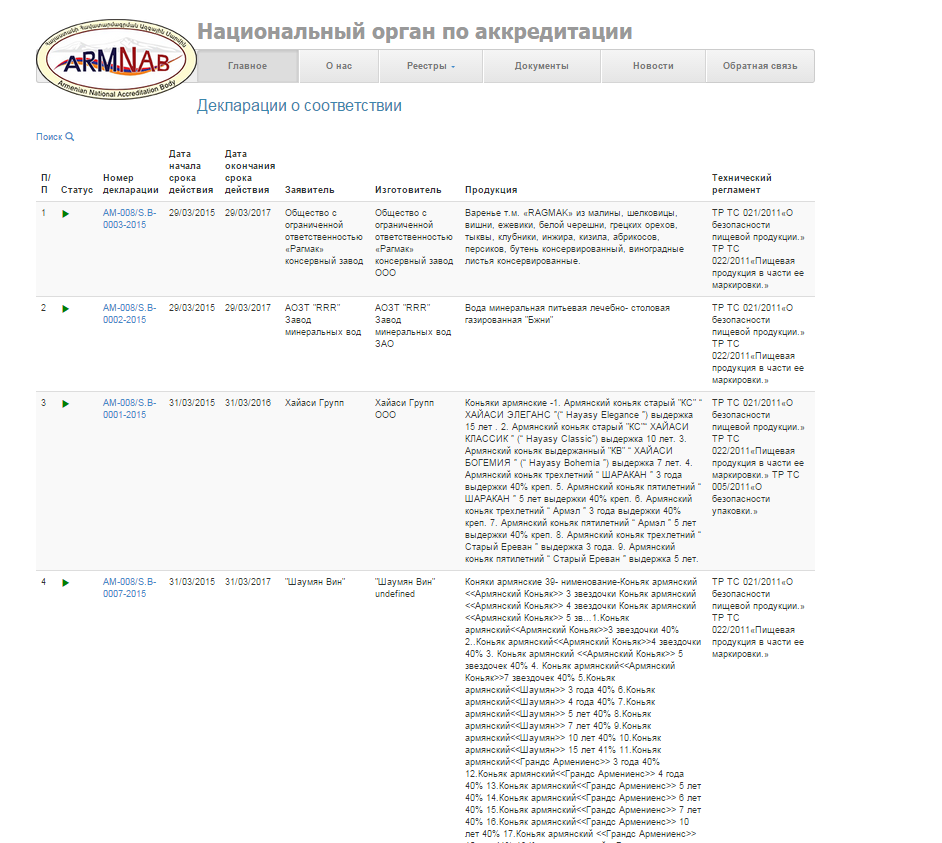 Национальный орган по аккредитации
Հայաստանի Հավատարմագրման Ազգային Մարմին
ARMNAB
Armenian National Accreditation Body
Главное О нас Реестры Документы Новости Обратная связь
Декларации о соответствии
Поиск
П/
П
Статус
Номер
декларации
Дата
начала
срока
действия
Дата
окончания
срока
действия
Заявитель
Изготовитель
Продукция
Технический
регламент
1
AM-008/S.B-
0003-2015
29/03/2015
29/03/2017
Общество с
ограниченной
ответственностью
«Рагмак»
консервный завод
Общество с
ограниченной
ответственностью
«Рагмак»
консервный завод
ООО
Варенье т.м. «RAGMAK» из малины, шелковицы,
вишни, ежевики, белой черешни, грецких орехов,
тыквы, клубники, инжира, кизила, абрикосов,
персиков, бутень консервированный, виноградные
листья консервированные.
ТР ТС 021/2011«О
безопасности
пищевой продукции.»
ТР ТС
022/2011«Пищевая
продукция в части ее
маркировки.»
2
AM-008/S.B-
0002-2015
29/03/2015
29/03/2017
АОЗТ "RRR"
Завод
минеральных вод
АОЗТ "RRR"
Завод
минеральных вод
ЗАО
Вода минеральная питьевая лечебно- столовая
газированная "Бжни"
ТР ТС 021/2011«О
безопасности
пищевой продукции.»
ТР ТС
022/2011«Пищевая
продукция в части ее
маркировки.»
3
AM-008/S.B-
0001-2015
31/03/2015
31/03/2016
Хайаси Групп
Хайаси Групп
ООО
Коньяки армянские -1. Армянский коньяк старый "КС" “
ХАЙАСИ ЭЛЕГАНС "(" Hayasy Elegance ") выдержка
15 лет . 2. Армянский коньяк старый "КС"“ ХАЙАСИ
КЛАССИК ” (“ Hayasy Classic”) выдержка 10 лет. 3.
Армянский коньяк выдержанный "КВ" “ ХАЙАСИ
БОГЕМИЯ ” (“ Hayasy Bohemia ”) выдержка 7 лет. 4.
Армянский коньяк трехлетний “ ШАРАКАН ” 3 года
выдержки 40% креп. 5. Армянский коньяк пятилетний “
ШАРАКАН ” 5 лет выдержки 40% креп. 6. Армянский
коньяк трехлетний “ Армэл ” 3 года выдержки 40%
креп. 7. Армянский коньяк пятилетний “ Армэл ” 5 лет
выдержки 40% креп. 8. Армянский коньяк трехлетний “
Старый Ереван ” выдержка 3 года. 9. Армянский
коньяк пятилетний “ Старый Ереван ” выдержка 5 лет.
ТР ТС 021/2011«О
безопасности
пищевой продукции.»
ТР ТС
022/2011«Пищевая
продукция в части ее
маркировки.» ТР ТС
005/2011«О
безопасности
упаковки.»
4
AM-008/S.B-
0007-2015
31/03/2015
31/03/2017
"Шаумян Вин"
"Шаумян Вин"
undefined
Коняки армянские 39- нименование-Коньяк армянский
<<Армянский Коньяк>> 3 звездочки Коньяк армянский
<<Армянский Коньяк>> 4 звездочки Коньяк армянский
<<Армянский Коньяк>> 5 зв...1.Коньяк
армянский<<Армянский Коньяк>>3 звездочки 40%
2..Коньяк армянский<<Армянский Коньяк>>4 звездочки
40% 3. Коньяк армянский <<Армянский Коньяк>> 5
звездочек 40% 4. Коньяк армянский<<Армянский
Коньяк>>7 звездочек 40% 5.Коньяк
армянский<<Шаумян>> 3 года 40% 6.Коньяк
армянский<<Шаумян>> 4 года 40% 7.Коньяк
армянский<<Шаумян>> 5 лет 40% 8.Коньяк
армянский<<Шаумян>> 7 лет 40% 9.Коньяк
армянский<<Шаумян>> 10 лет 40% 10.Коньяк
армянский<<Шаумян>> 15 лет 41% 11.Коньяк
армянский<<Грандс Армениенс>> 3 года 40%
12.Коньяк армянский<<Грандс Армениенс>> 4 года
40% 13.Коньяк армянский<<Грандс Армениенс>> 5 лет
40% 14.Коньяк армянский<<Грандс Армениенс>> 6 лет
40% 15.Коньяк армянский<<Грандс Армениенс>> 7 лет
40% 16.Коньяк армянский<<Грандс Армениенс>> 10
лет 40% 17.Коньяк армянский <<Грандс Армениенс>>
ТР ТС 021/2011«О
безопасности
пищевой продукции.»
ТР ТС
022/2011«Пищевая
продукция в части ее
маркировки.»